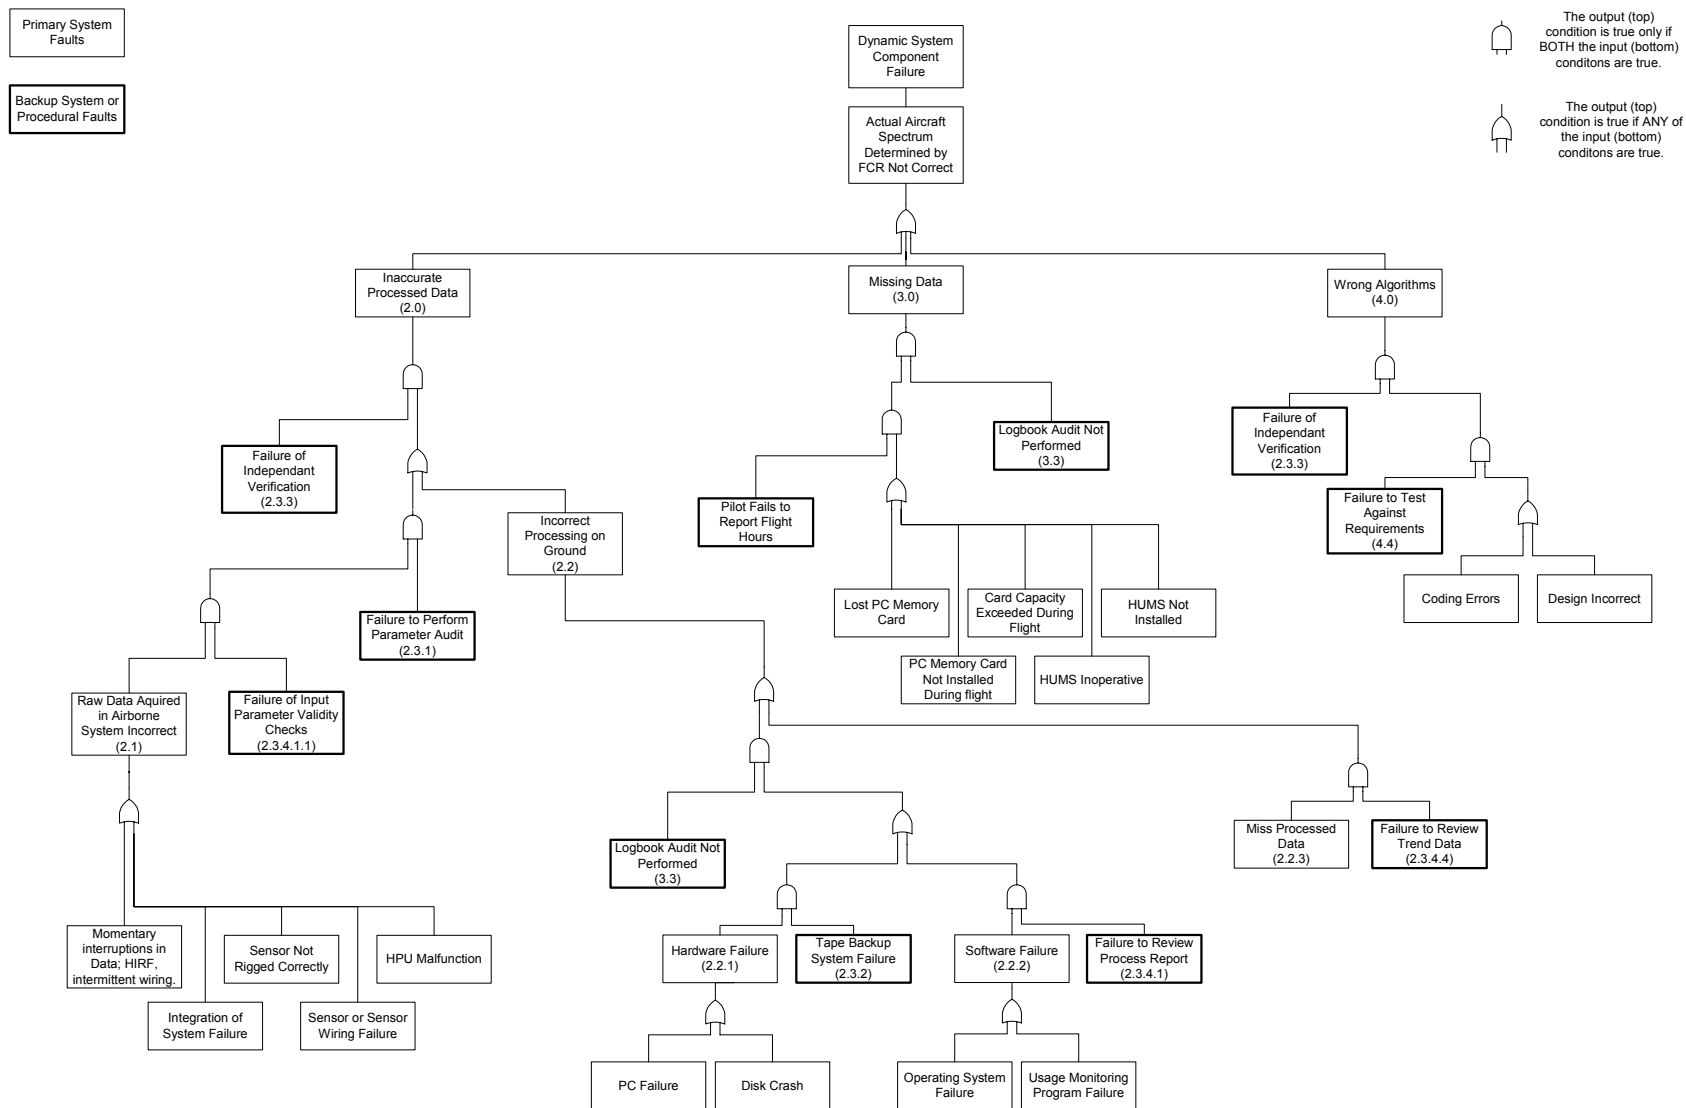 Primary System
Faults
Backup System or
Procedural Faults
Dynamic System
Component
Failure
Actual Aircraft
Spectrum
Determined by
FCR Not Correct
The output (top)
condition is true only if
BOTH the input (bottom)
conditons are true.
The output (top)
condition is true if ANY of
the input (bottom)
conditons are true.
Inaccurate
Processed Data
(2.0)
Missing Data
(3.0)
Wrong Algorithms
(4.0)
Failure of
Independant
Verification
(2.3.3)
Logbook Audit Not
Performed
(3.3)
Failure of
Independant
Verification
(2.3.3)
Pilot Fails to
Report Flight
Hours
Failure to Test
Against
Requirements
(4.4)
Incorrect
Processing on
Ground
(2.2)
Lost PC Memory
Card
Card Capacity
Exceeded During
Flight
HUMS Not
Installed
Coding Errors
Design Incorrect
Failure to Perform
Parameter Audit
(2.3.1)
PC Memory Card
Not Installed
During flight
HUMS Inoperative
Raw Data Aquired
in Airborne
System Incorrect
(2.1)
Failure of Input
Parameter Validity
Checks
(2.3.4.1.1)
Logbook Audit Not
Performed
(3.3)
Miss Processed
Data
(2.2.3)
Failure to Review
Trend Data
(2.3.4.4)
Momentary
interruptions in
Data; HIRF,
intermittent wiring.
Sensor Not
Rigged Correctly
HPU Malfunction
Hardware Failure
(2.2.1)
Tape Backup
System Failure
(2.3.2)
Software Failure
(2.2.2)
Failure to Review
Process Report
(2.3.4.1)
Integration of
System Failure
Sensor or Sensor
Wiring Failure
PC Failure
Disk Crash
Operating System
Failure
Usage Monitoring
Program Failure